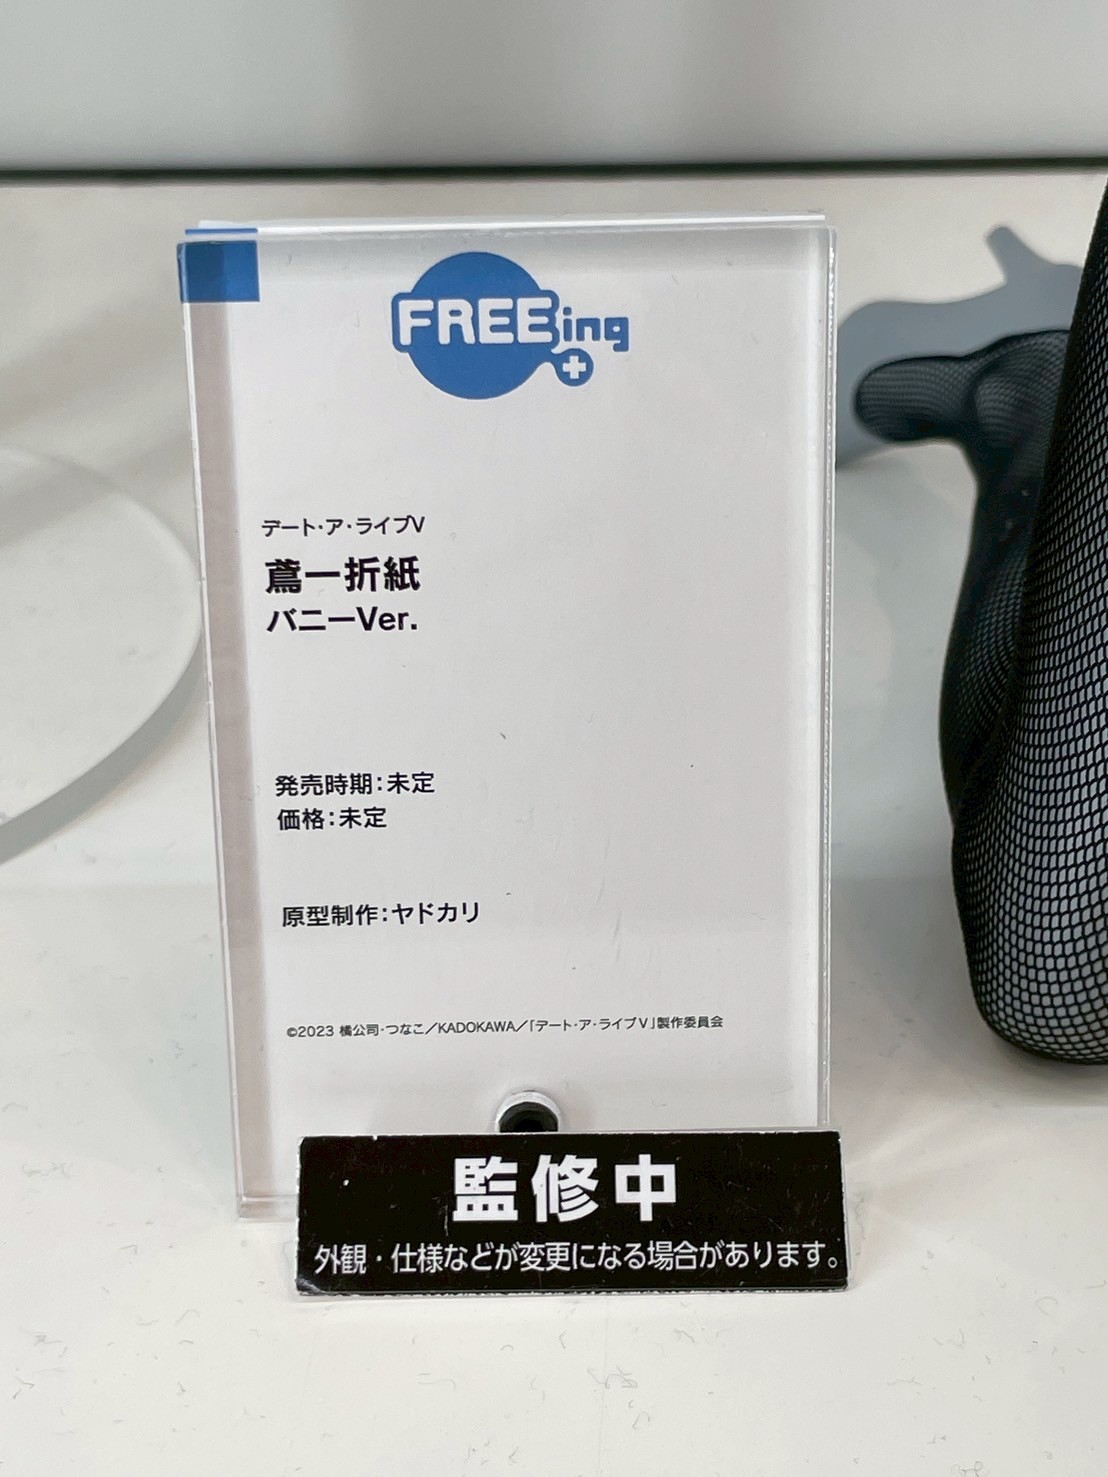 FREEing
デート・ア・ライブV
鳶一折紙
バニーVer.
発売時期：未定
価格：未定
原型制作：ヤドカリ
©2023 橘公司・つなこ／KADOKAWA／「デート・ア・ライブV」製作委員会
監修中
外観・仕様などが変更になる場合があります。